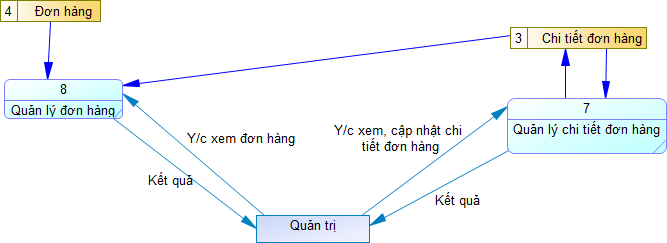 4 Đơn hàng
3 Chi tiết đơn hàng
8
Quản lý đơn hàng
7
Quản lý chi tiết đơn hàng
Y/c xem đơn hàng
Y/c xem, cập nhật chi
tiết đơn hàng
Kết quả
Kết quả
Quản trị